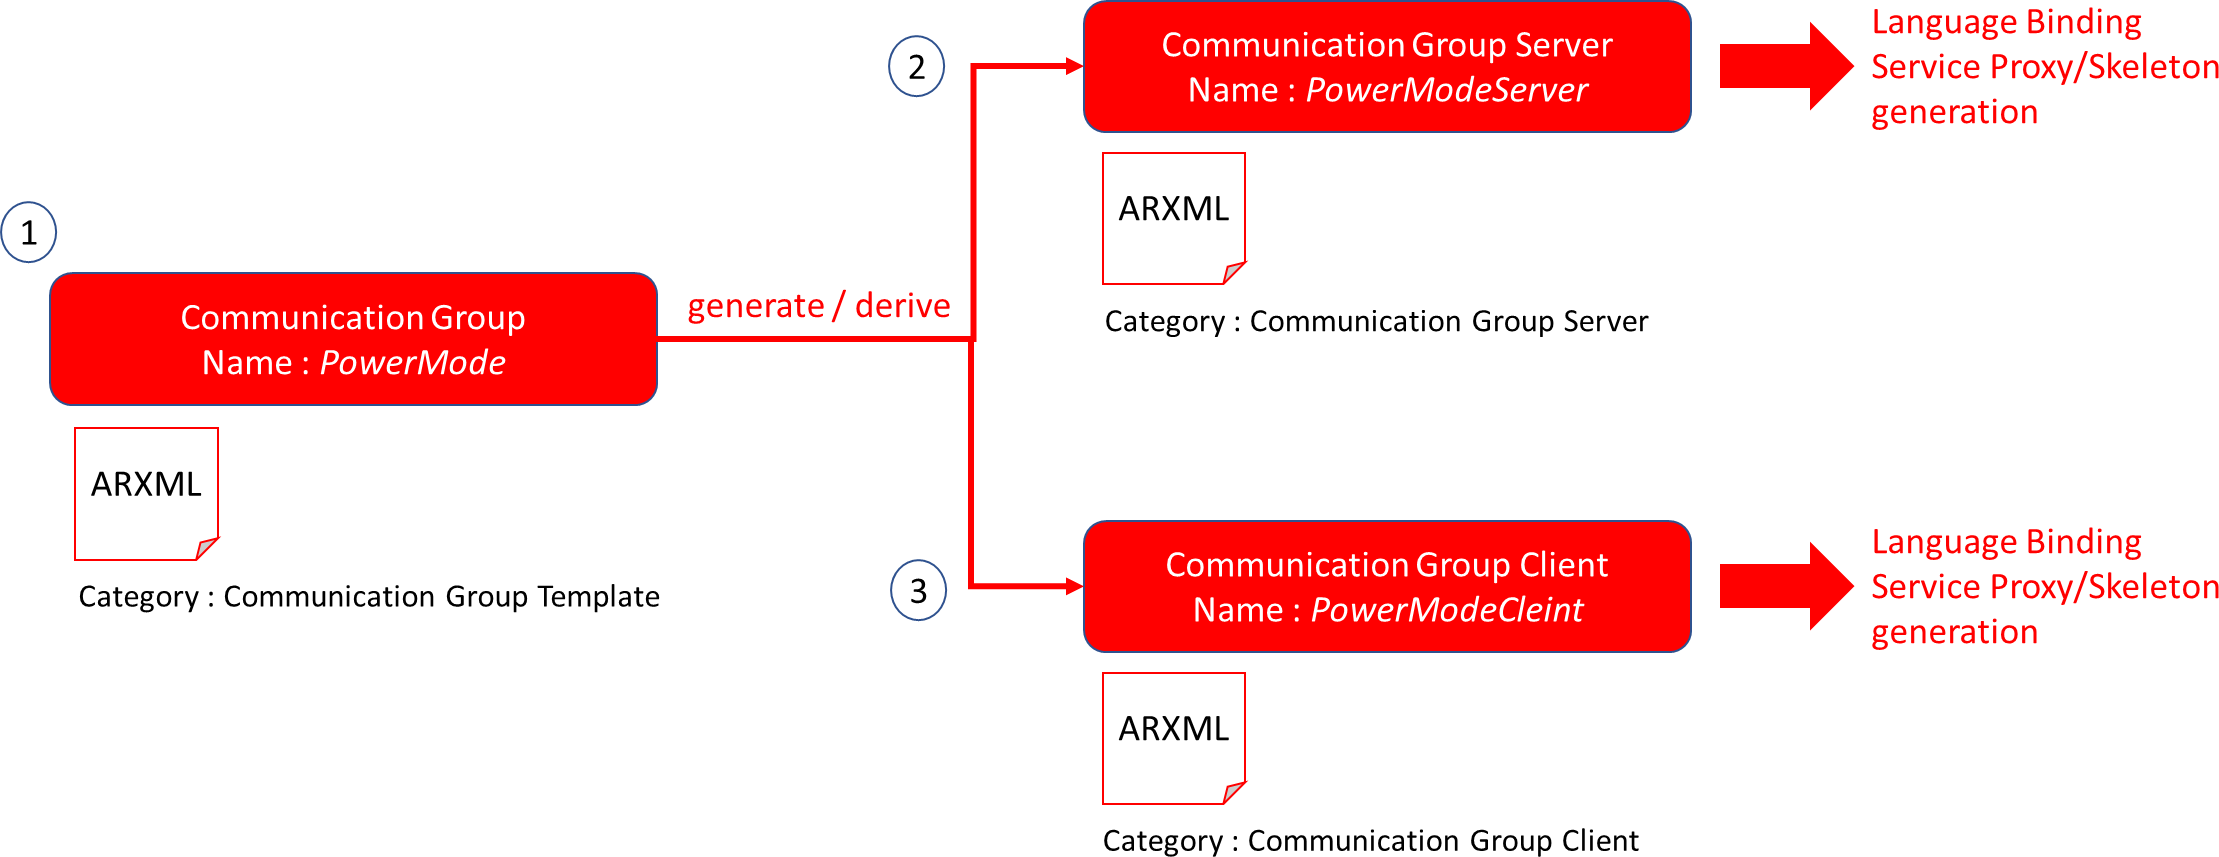 1
Communication Group
Name : PowerMode
ARXML
Category : Communication Group Template
generate / derive
2
Communication Group Server
Name : PowerModeServer
ARXML
Category : Communication Group Server
Language Binding
Service Proxy/Skeleton
generation
3
Communication Group Client
Name : PowerModeCleint
ARXML
Category : Communication Group Client
Language Binding
Service Proxy/Skeleton
generation